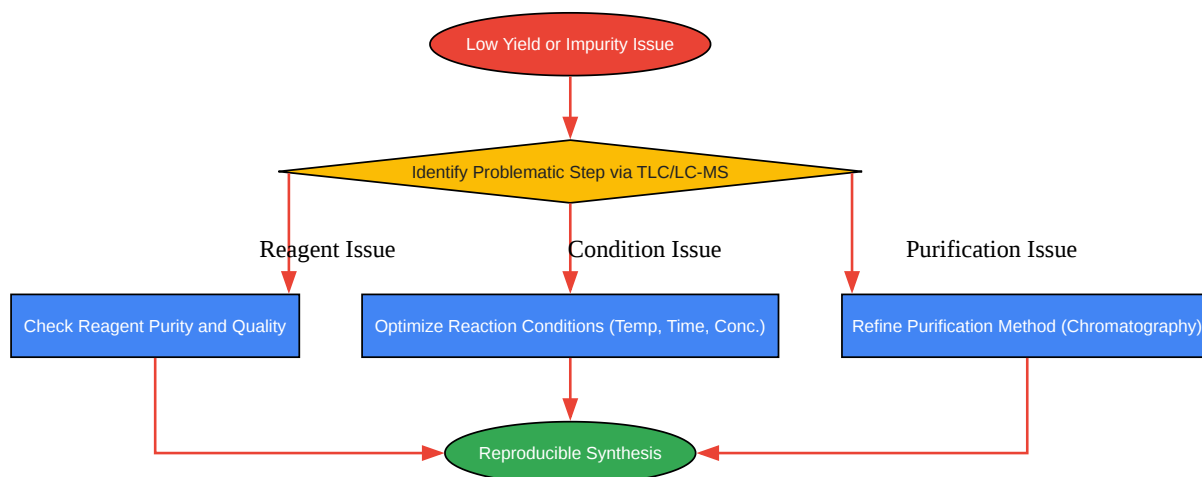 Low Yield or Impurity Issue
Identify Problematic Step via TLC/LC-MS
Reagent Issue
Condition Issue
Purification Issue
Check Reagent Purity and Quality
Optimize Reaction Conditions (Temp, Time, Conc.)
Refine Purification Method (Chromatography)
Reproducible Synthesis